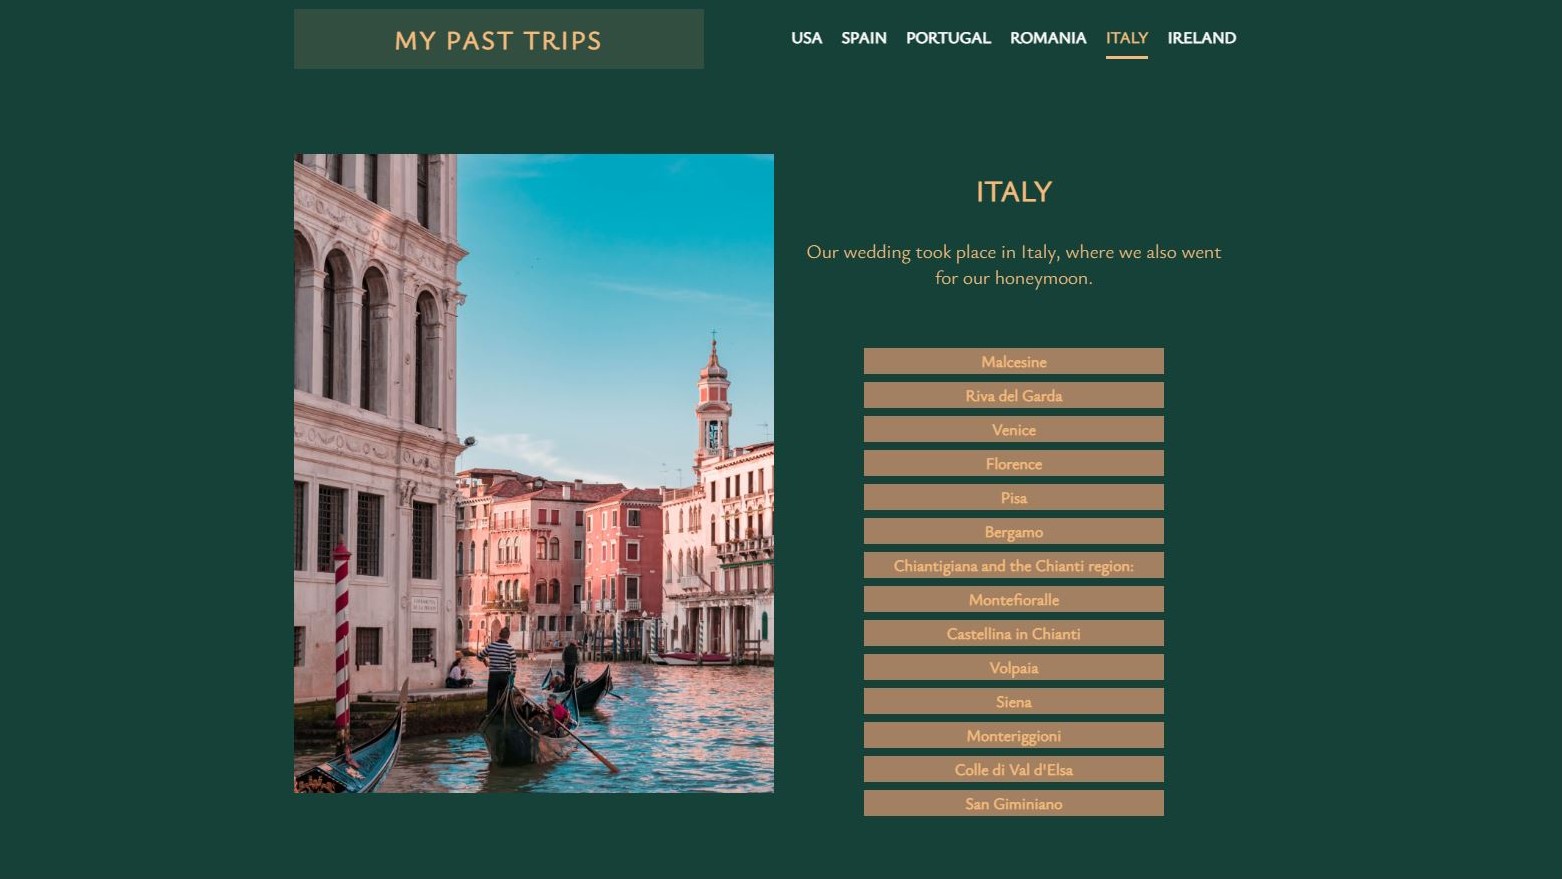 MY PAST TRIPS
USA SPAIN PORTUGAL ROMANIA ITALY IRELAND
ITALY
Our wedding took place in Italy, where we also went
for our honeymoon.
Malcesine
Riva del Garda
Venice
Florence
Pisa
Bergamo
Chiantigiana and the Chianti region:
Montefioralle
Castellina in Chianti
Volpaia
Siena
Monteriggioni
Colle di Val d'Elsa
San Giminiano